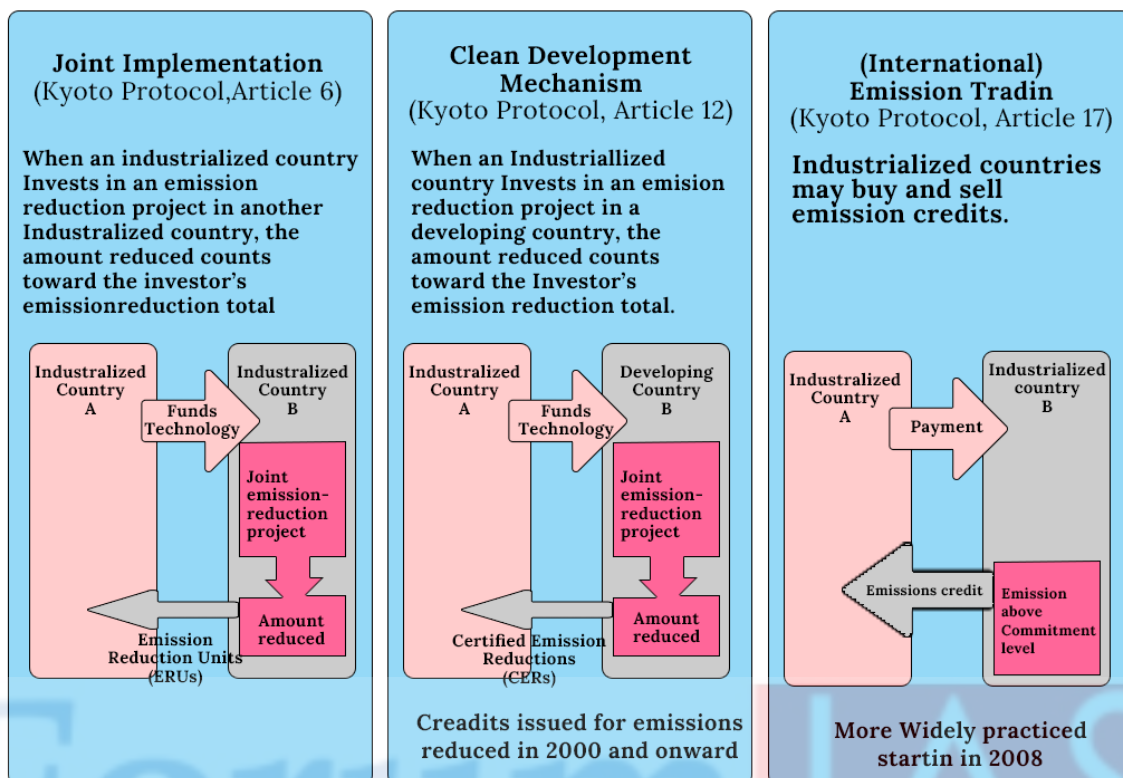 Joint Implementation
(Kyoto Protocol,Article 6)
When an industrialized country
Invests in an emission
reduction project in another
Industralized country, the
amount reduced counts
toward the investor's
emissionreduction total
Industralized
Country
A
Funds
Technology
Industralized
Country
B
Joint
emission-
reduction
project
Amount
reduced
Emission
Reduction Units
(ERUs)
Clean Development
Mechanism
(Kyoto Protocol, Article 12)
When an Industriallized
country Invests in an emision
reduction project in a
developing country, the
amount reduced counts
toward the Investor's
emission reduction total.
Industralized
Country
A
Funds
Technology
Developing
Country
B
Joint
emission-
reduction
project
Amount
reduced
Certified Emission
Reductions
(CERs)
Creadits issued for emissions
reduced in 2000 and onward
(International)
Emission Tradin
(Kyoto Protocol, Article 17)
Industrialized countries
may buy and sell
emission credits.
Industralized
Country
A
Payment
Industrialized
country
B
Emissions credit
Emission
above
Commitment
level
More Widely practiced
startin in 2008
Forum IAS